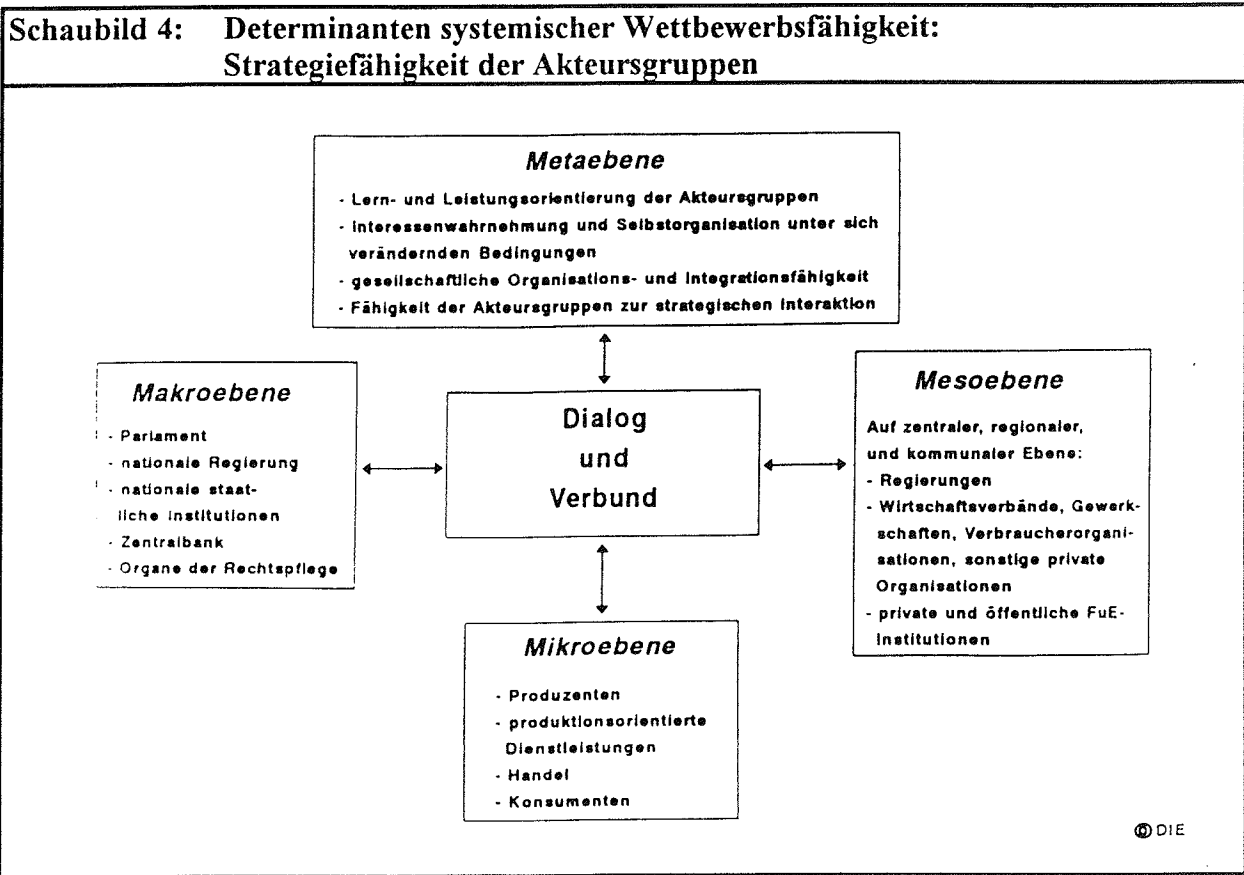 Schaubild 4: Determinanten systemischer Wettbewerbsfähigkeit:
Strategiefähigkeit der Akteursgruppen
Metaebene
- Lern- und Leistungsorientierung der Akteursgruppen
- Interessenwahrnehmung und Selbstorganisation unter sich
verändernden Bedingungen
- gesellschaftliche Organisations- und Integrationsfähigkeit
- Fähigkeit der Akteursgruppen zur strategischen Interaktion
Makroebene
- Parlament
- nationale Regierung
- nationale staat-
liche Institutionen
- Zentralbank
- Organe der Rechtspflege
Dialog
und
Verbund
Mesoebene
Auf zentraler, regionaler,
und kommunaler Ebene:
- Regierungen
- Wirtschaftsverbände, Gewerk-
schaften, Verbraucherorgani-
sationen, sonstige private
Organisationen
- private und öffentliche FuE-
Institutionen
Mikroebene
- Produzenten
- produktionsorientierte
Dienstleistungen
- Handel
- Konsumenten
© DIE